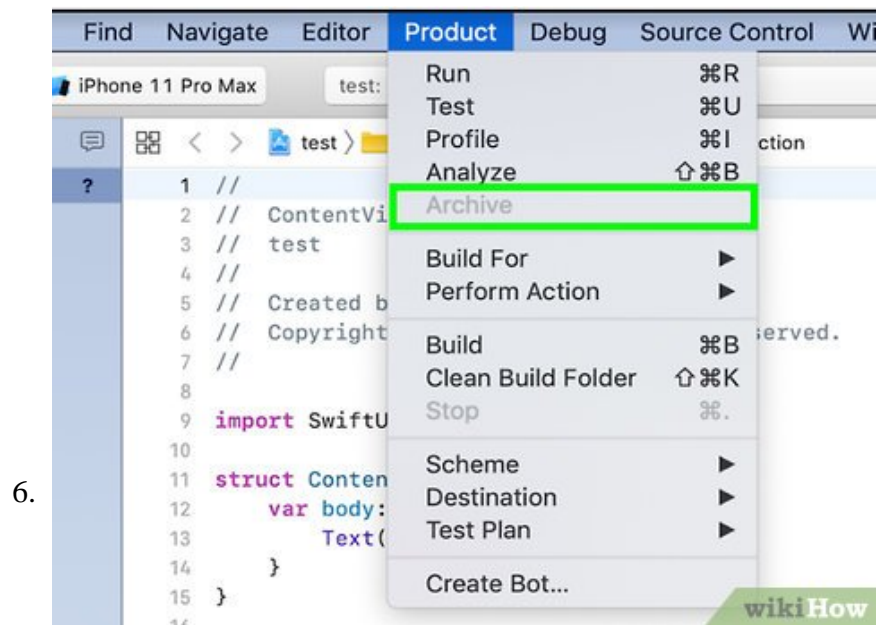 Find Navigate Editor Product Debug Source Control Wi
iPhone 11 Pro Max test:
Run ⌘R
Test ⌘U
Profile ⌘I
Analyze ⇧⌘B
Archive
Build For ▶
Perform Action ▶
Build ⌘B
Clean Build Folder ⇧⌘K
Stop ⌘.
Scheme ▶
Destination ▶
Test Plan ▶
Create Bot...
test 〉 ction
?
1 //
2 // ContentVi
3 // test
4 //
5 // Created b
6 // Copyright served.
7 //
8
9 import SwiftU
10
11 struct Conten
12 var body:
13 Text(
14 }
15 }
6.
wikiHow